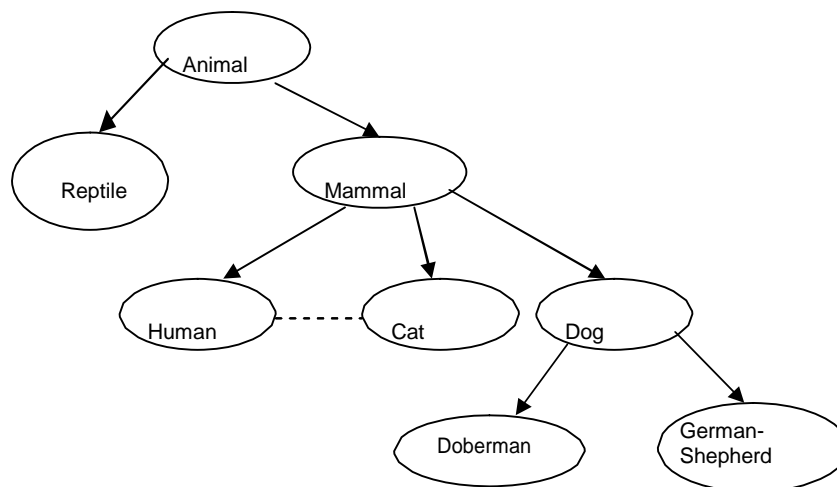 Animal
Reptile
Mammal
Human
Cat
Dog
Doberman
German-
Shepherd